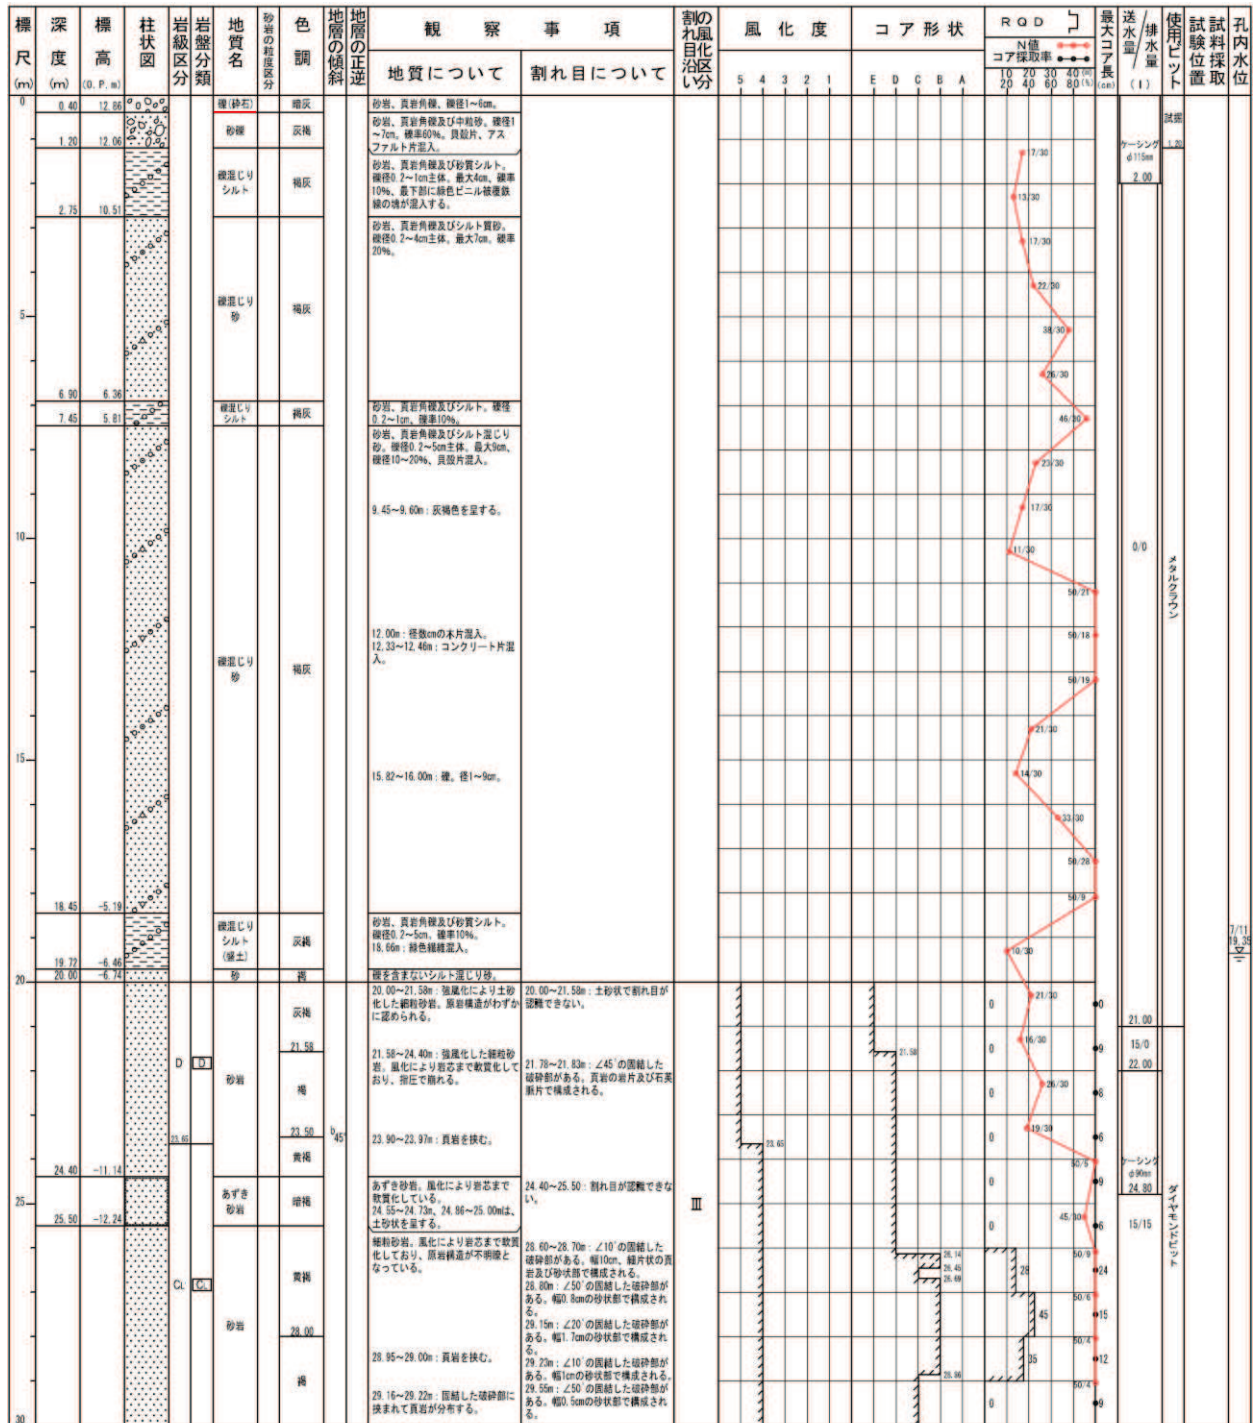 標尺(m)
深度(m)
標高(O.P.m)
柱状図
岩級区分
岩盤分類
地質名
砂岩の粒度区分
色調
地層の傾斜
地層の正逆
観察事項
地質について
割れ目について
割れ目沿いの風化区分
風化度
5 4 3 2 1
コア形状
E D C B A
RQD
N値
コア採取率
10 20 30 40 (回)
20 40 60 80 (%)
最大コア長(cm)
送水量/排水量(ℓ)
使用ビット
試験位置
試料採取
孔内水位
0
0.40 12.86
礫(砕石)
暗灰
砂岩、頁岩角礫、礫径1~6cm。
1.20 12.06
砂礫
灰褐
砂岩、頁岩角礫及び中粒砂。礫径1
~7cm、礫率60%。貝殻片、アス
ファルト片混入。
試掘
1.20
ケーシング
φ115mm
2.00
2.75 10.51
礫混じり
シルト
褐灰
砂岩、頁岩角礫及び砂質シルト。
礫径0.2~1cm主体。最大4cm、礫率
10%、最下部に緑色ビニル被覆鉄
線の塊が混入する。
17/30
13/30
5
6.90 6.36
礫混じり
砂
褐灰
砂岩、頁岩角礫及びシルト質砂。
礫径0.2~4cm主体。最大7cm、礫率
20%。
17/30
22/30
38/30
26/30
7.45 5.81
礫混じり
シルト
褐灰
砂岩、頁岩角礫及びシルト。礫径
0.2~1cm、礫率10%。
46/30
砂岩、頁岩角礫及びシルト混じり
砂。礫径0.2~5cm主体。最大9cm、
礫径10~20%、貝殻片混入。
23/30
9.45~9.60m:灰褐色を呈する。
17/30
10
11/30
0/0
メタルクラウン
50/21
12.00m:径数cmの木片混入。
12.33~12.46m:コンクリート片混
入。
50/18
礫混じり
砂
褐灰
50/19
21/30
15
15.82~16.00m:礫。径1~9cm。
14/30
33/30
50/28
50/9
18.45 -5.19
礫混じり
シルト
(盛土)
灰褐
砂岩、頁岩角礫及び砂質シルト。
礫径0.2~5cm、礫率10%。
18.66m:緑色繊維混入。
10/30
7/11
19.35
19.72 -6.46
20.00 -6.74
砂
褐
礫を含まないシルト混じり砂。
20
20.00~21.58m:強風化により土砂
化した細粒砂岩。原岩構造がわずか
に認められる。
20.00~21.58m:土砂状で割れ目が
認識できない。
灰褐
21.58
21.58
21/30
0
0
21.00
16/30
0
9
15/0
22.00
D
D
砂岩
褐
21.58~24.40m:強風化した細粒砂
岩。風化により岩芯まで軟質化して
おり、指圧で崩れる。
21.78~21.83m:∠45°の固結した
破砕部がある。頁岩の岩片及び石英
脈片で構成される。
26/30
0
8
23.50
b
45°
23.65
23.65
19/30
0
6
黄褐
23.90~23.97m:頁岩を挟む。
24.40 -11.14
50/5
0
9
ケーシング
φ90mm
24.80
25
25.50 -12.24
あずき
砂岩
暗褐
あずき砂岩。風化により岩芯まで
軟質化している。
24.55~24.73m、24.86~25.00mは、
土砂状を呈する。
24.40~25.50:割れ目が認識できな
い。
Ⅲ
45/30
0
6
15/15
ダイヤモンドビット
細粒砂岩。風化により岩芯まで軟質
化しており、原岩構造が不明瞭と
なっている。
28.60~28.70m:∠10°の固結した
破砕部がある。幅10cm、細片状の頁
岩及び砂状部で構成される。
28.80m:∠50°の固結した破砕部が
ある。幅0.8cmの砂状部で構成され
る。
29.15m:∠20°の固結した破砕部が
ある。幅1.7cmの砂状部で構成され
る。
29.23m:∠10°の固結した破砕部が
ある。幅1cmの砂状部で構成される。
29.55m:∠50°の固結した破砕部が
ある。幅0.5cmの砂状部で構成され
る。
CL
CL
砂岩
黄褐
28.00
褐
28.95~29.00m:頁岩を挟む。
29.16~29.22m:固結した破砕部に
挟まれて頁岩が分布する。
26.14
26.45
26.69
28.86
50/9
28
24
50/6
45
15
50/4
35
12
50/4
0
9
30